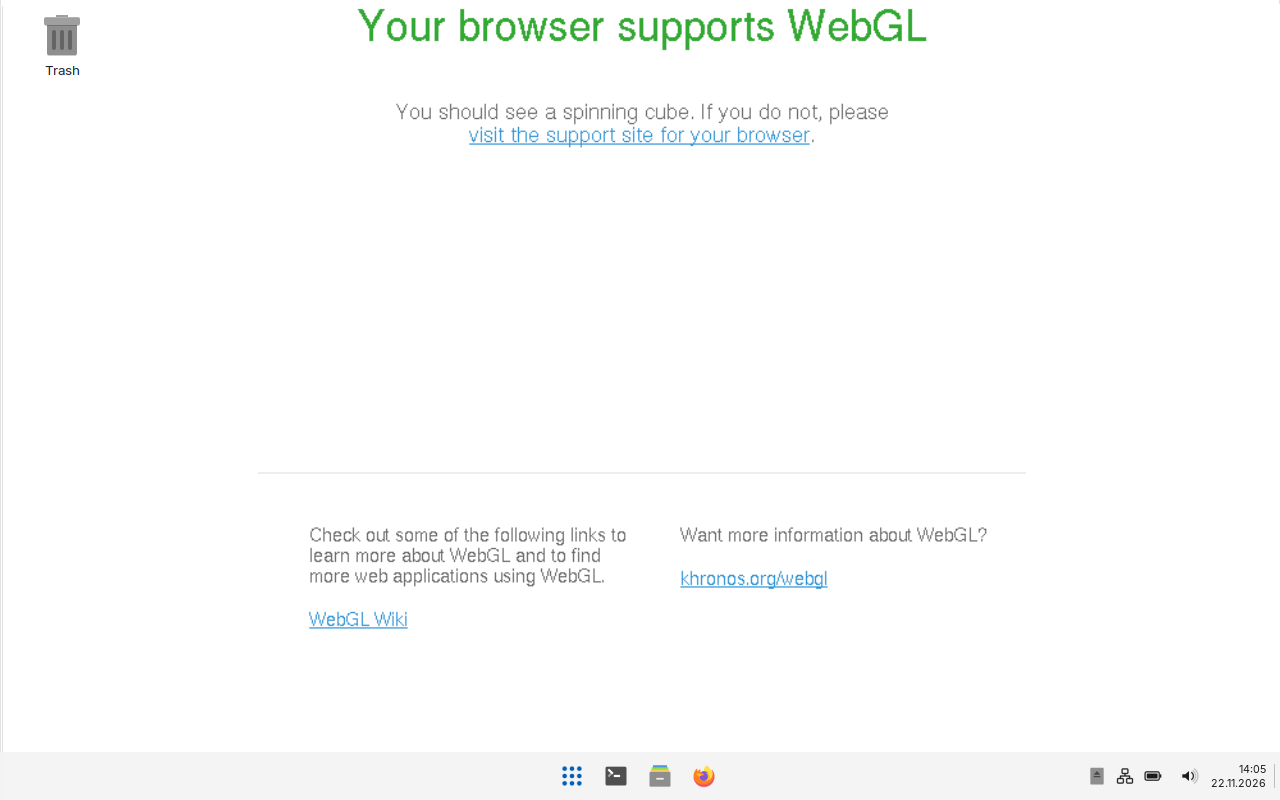 Your browser supports WebGL
Trash
You should see a spinning cube. If you do not, please
visit the support site for your browser.
Check out some of the following links to
learn more about WebGL and to find
more web applications using WebGL.
WebGL Wiki
Want more information about WebGL?
khronos.org/webgl
14:05
22.11.2026